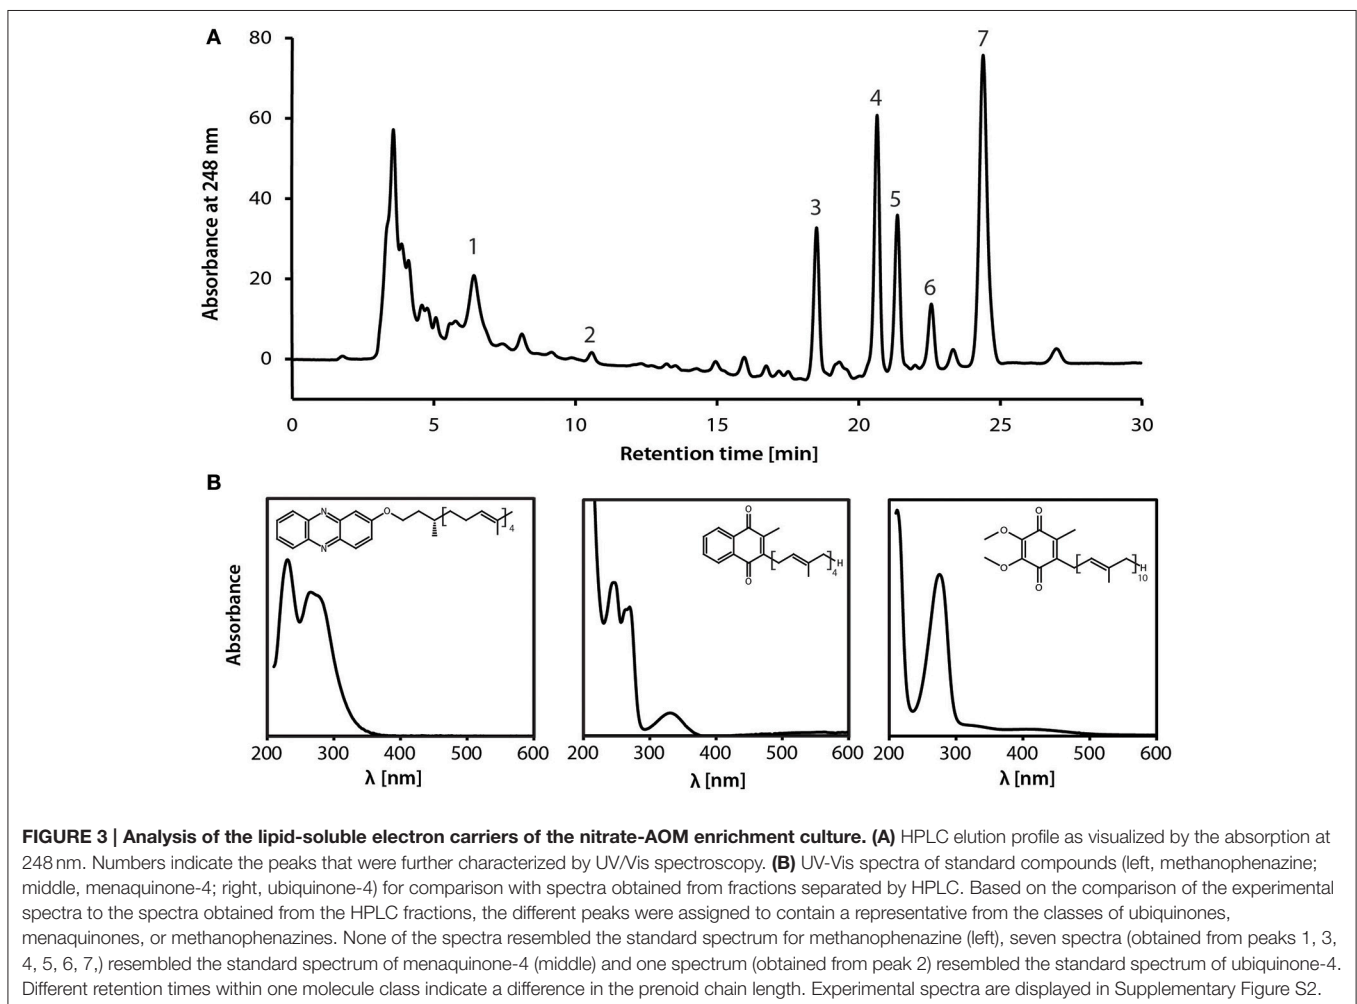 A
80
60
40
20
0
Absorbance at 248 nm
1
2
3
4
5
6
7
0 5 10 15 20 25 30
Retention time [min]
B
Absorbance
N
N
O
4
200 300 400 500 600
λ [nm]
O
O
H
4
200 300 400 500 600
λ [nm]
O
O
O
O
H
10
200 300 400 500 600
λ [nm]
FIGURE 3 | Analysis of the lipid-soluble electron carriers of the nitrate-AOM enrichment culture. (A) HPLC elution profile as visualized by the absorption at
248 nm. Numbers indicate the peaks that were further characterized by UV/Vis spectroscopy. (B) UV-Vis spectra of standard compounds (left, methanophenazine;
middle, menaquinone-4; right, ubiquinone-4) for comparison with spectra obtained from fractions separated by HPLC. Based on the comparison of the experimental
spectra to the spectra obtained from the HPLC fractions, the different peaks were assigned to contain a representative from the classes of ubiquinones,
menaquinones, or methanophenazines. None of the spectra resembled the standard spectrum for methanophenazine (left), seven spectra (obtained from peaks 1, 3,
4, 5, 6, 7,) resembled the standard spectrum of menaquinone-4 (middle) and one spectrum (obtained from peak 2) resembled the standard spectrum of ubiquinone-4.
Different retention times within one molecule class indicate a difference in the prenoid chain length. Experimental spectra are displayed in Supplementary Figure S2.